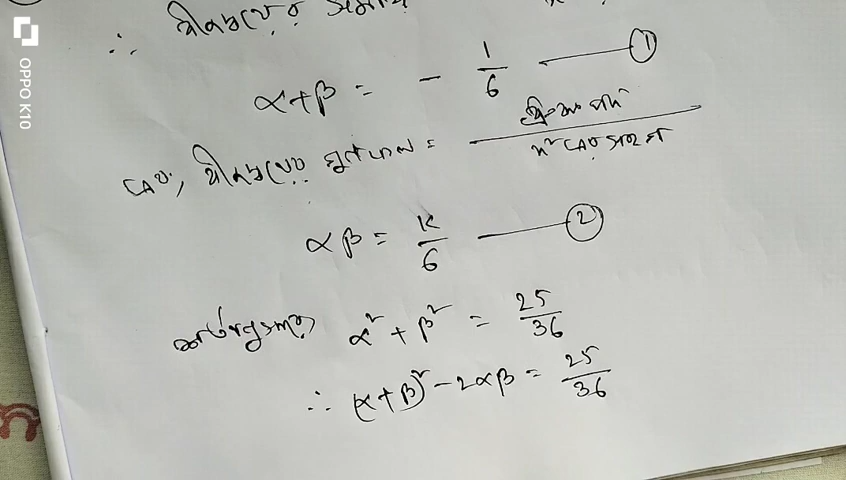 ∴ বীজদ্বয়ের সমষ্টি
α+β = - 1/6 —— ①
এবং, বীজদ্বয়ের গুণফল = ধ্রুবক পদ / x² এর সহগ
αβ = K/6 —— ②
শর্তানুসারে, α² + β² = 25/36
∴ (α+β)² - 2αβ = 25/36
OPPO K10